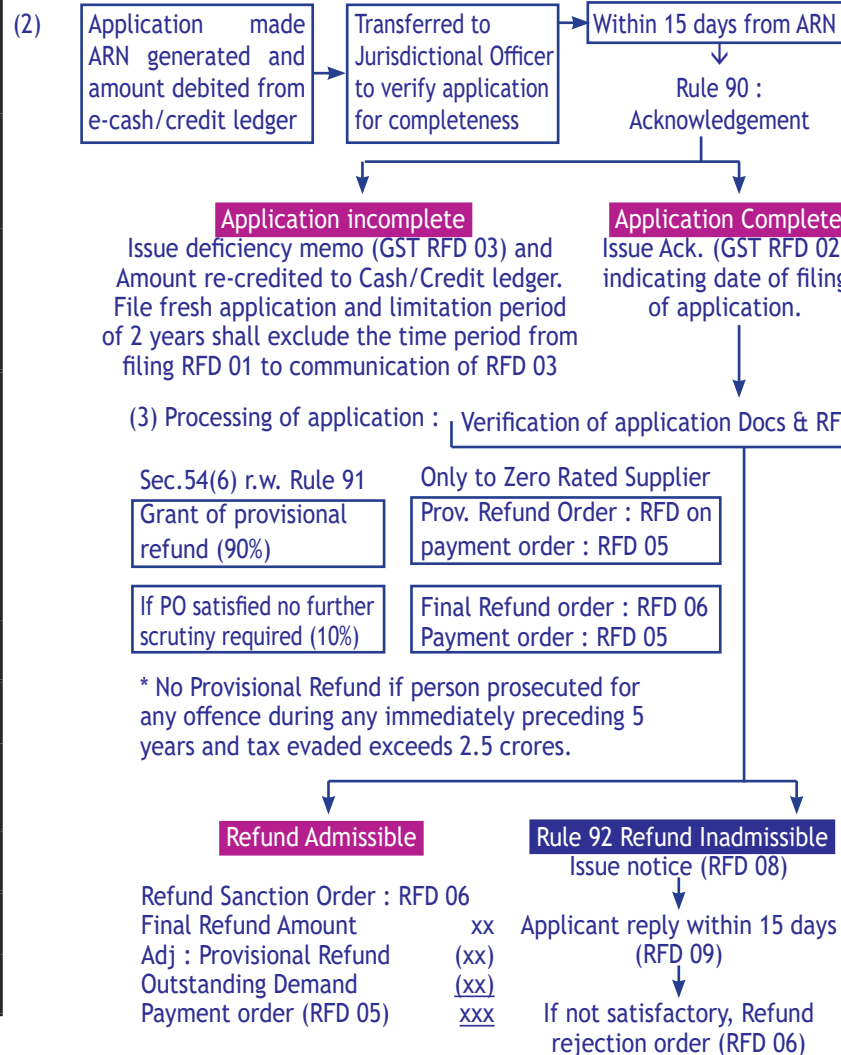 (2)
Application made
ARN generated and
amount debited from
e-cash/credit ledger
Transferred to
Jurisdictional Officer
to verify application
for completeness
Within 15 days from ARN
Rule 90 :
Acknowledgement
Application incomplete
Issue deficiency memo (GST RFD 03) and
Amount re-credited to Cash/Credit ledger.
File fresh application and limitation period
of 2 years shall exclude the time period from
filing RFD 01 to communication of RFD 03
Application Complete
Issue Ack. (GST RFD 02
indicating date of filing
of application.
(3) Processing of application :
Verification of application Docs & RF
Sec.54(6) r.w. Rule 91
Grant of provisional
refund (90%)
Only to Zero Rated Supplier
Prov. Refund Order : RFD on
payment order : RFD 05
If PO satisfied no further
scrutiny required (10%)
Final Refund order : RFD 06
Payment order : RFD 05
* No Provisional Refund if person prosecuted for
any offence during any immediately preceding 5
years and tax evaded exceeds 2.5 crores.
Refund Admissible
Refund Sanction Order : RFD 06
Final Refund Amount xx
Adj : Provisional Refund (xx)
Outstanding Demand (xx)
Payment order (RFD 05) xxx
Rule 92 Refund Inadmissible
Issue notice (RFD 08)
Applicant reply within 15 days
(RFD 09)
If not satisfactory, Refund
rejection order (RFD 06)